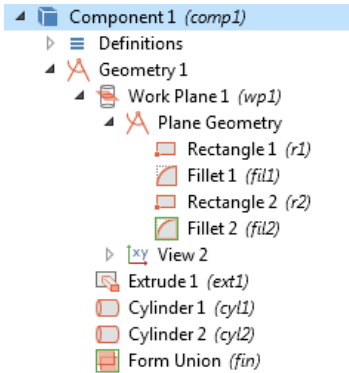 Component 1 (comp1)
Definitions
Geometry 1
Work Plane 1 (wp1)
Plane Geometry
Rectangle 1 (r1)
Fillet 1 (fil1)
Rectangle 2 (r2)
Fillet 2 (fil2)
xy View 2
Extrude 1 (ext1)
Cylinder 1 (cyl1)
Cylinder 2 (cyl2)
Form Union (fin)